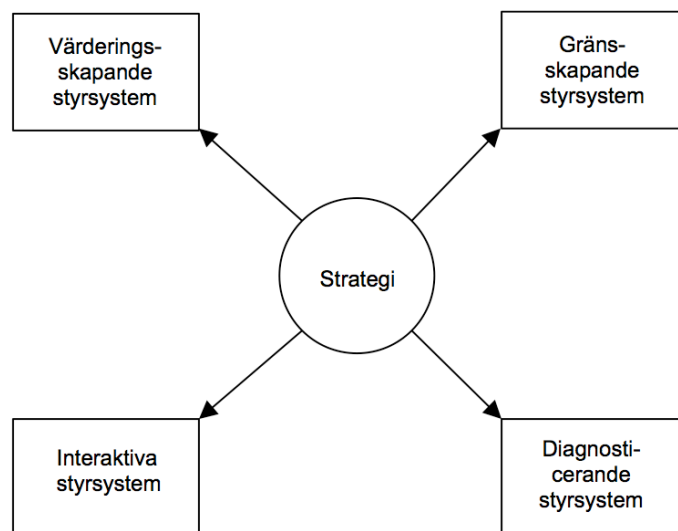 Värderings-
skapande
styrsystem
Gräns-
skapande
styrsystem
Strategi
Interaktiva
styrsystem
Diagnosti-
cerande
styrsystem